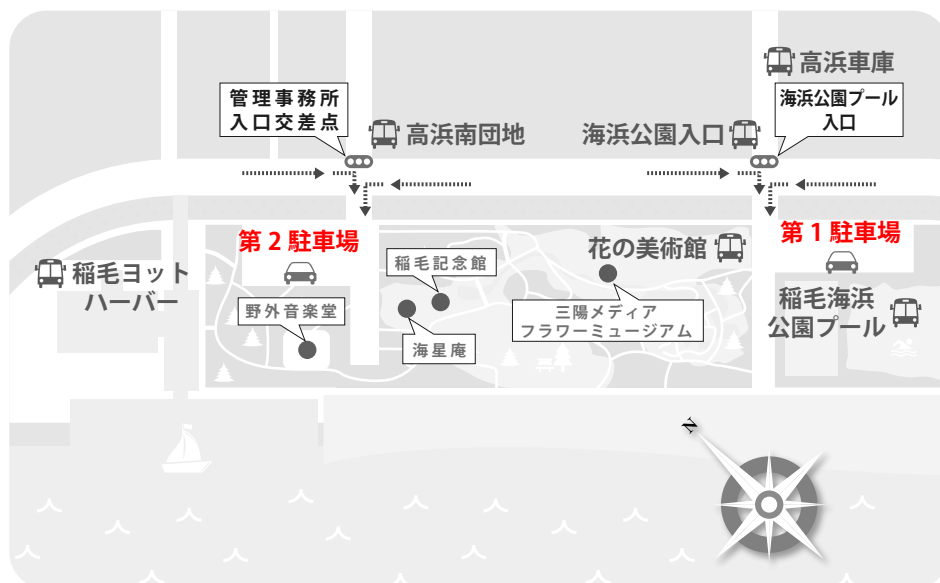 高浜車庫
管理事務所
入口交差点
海浜公園プール
入口
高浜南団地
海浜公園入口
第2駐車場
第1駐車場
花の美術館
稲毛記念館
稲毛ヨット
ハーバー
稲毛海浜
公園プール
野外音楽堂
三陽メディア
フラワーミュージアム
海星庵
N